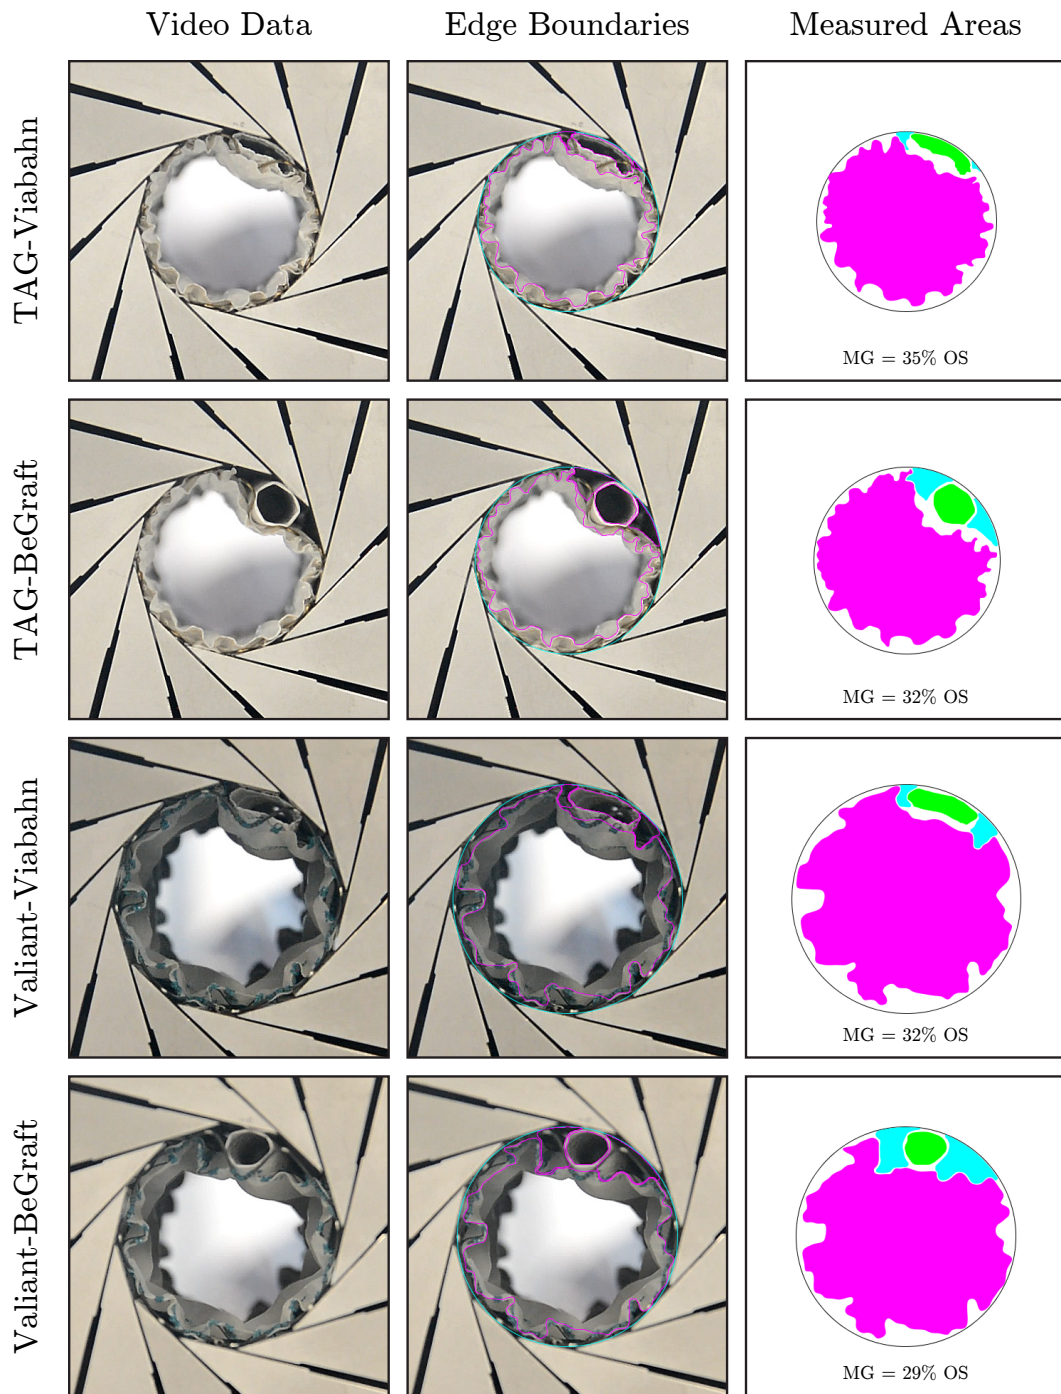 Video Data
Edge Boundaries
Measured Areas
TAG-Viabahn
MG = 35% OS
TAG-BeGraft
MG = 32% OS
Valiant-Viabahn
MG = 32% OS
Valiant-BeGraft
MG = 29% OS